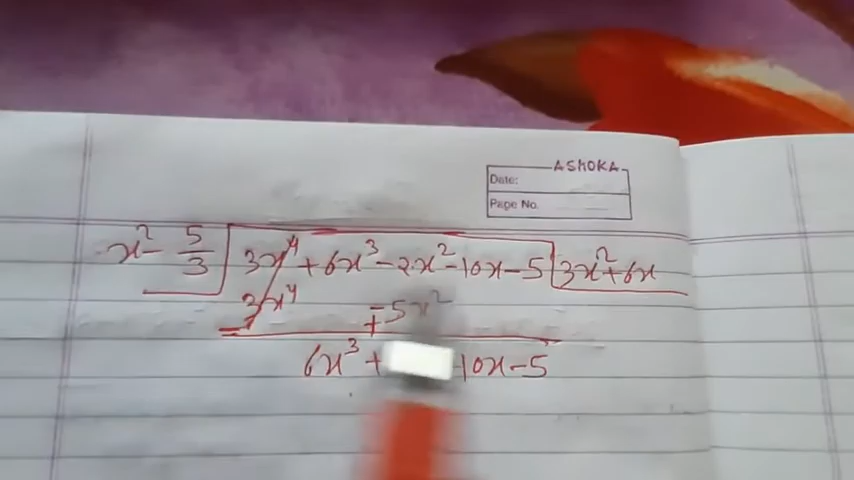 ASHOKA
Date:
Page No.
x² - 5/3 3x⁴ + 6x³ - 2x² - 10x - 5 3x² + 6x
3x⁴ - 5x²
- +
6x³ + - 10x - 5